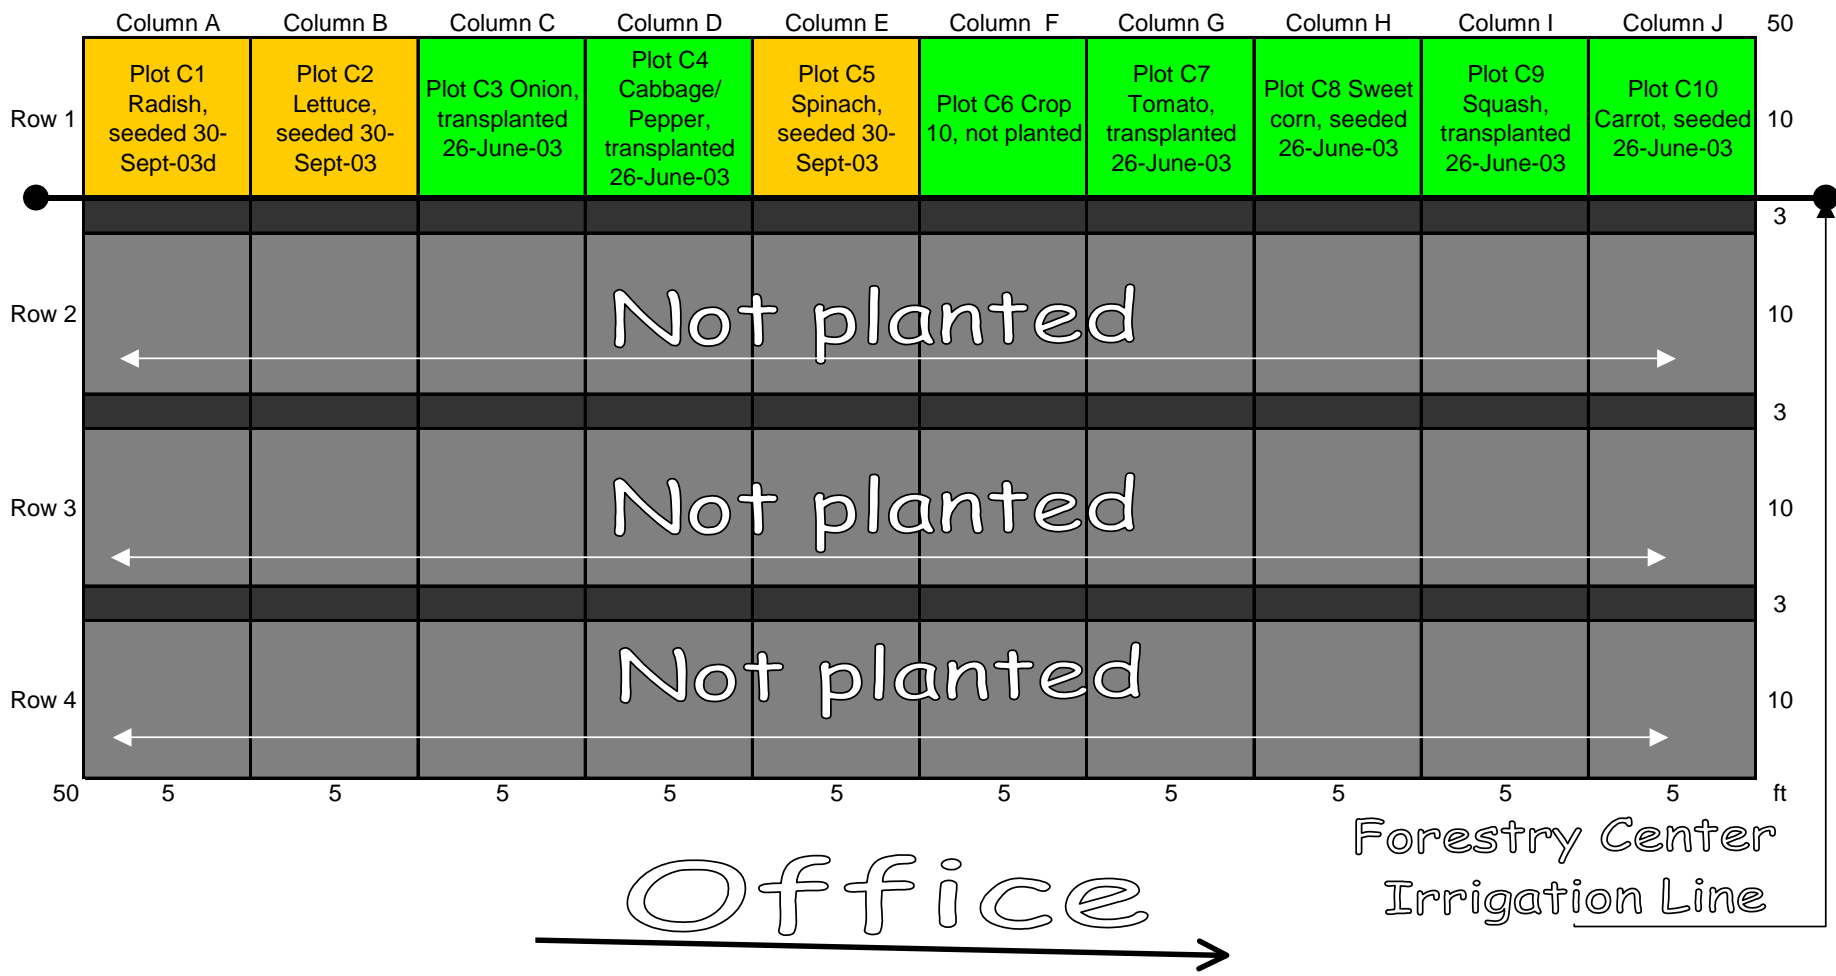 Column A Column B Column C Column D Column E Column F Column G Column H Column I Column J 50
Row 1
Plot C1
Radish,
seeded 30-
Sept-03d
Plot C2
Lettuce,
seeded 30-
Sept-03
Plot C3 Onion,
transplanted
26-June-03
Plot C4
Cabbage/
Pepper,
transplanted
26-June-03
Plot C5
Spinach,
seeded 30-
Sept-03
Plot C6 Crop
10, not planted
Plot C7
Tomato,
transplanted
26-June-03
Plot C8 Sweet
corn, seeded
26-June-03
Plot C9
Squash,
transplanted
26-June-03
Plot C10
Carrot, seeded
26-June-03
10
3
Row 2 Not planted 10
3
Row 3 Not planted 10
3
Row 4 Not planted 10
50 5 5 5 5 5 5 5 5 5 5 ft
Forestry Center
Irrigation Line
Office